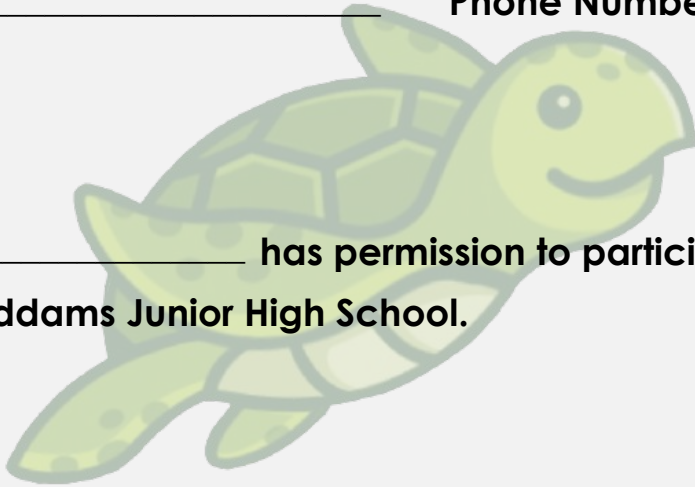 Phone Numbe
has permission to partici
ddams Junior High School.